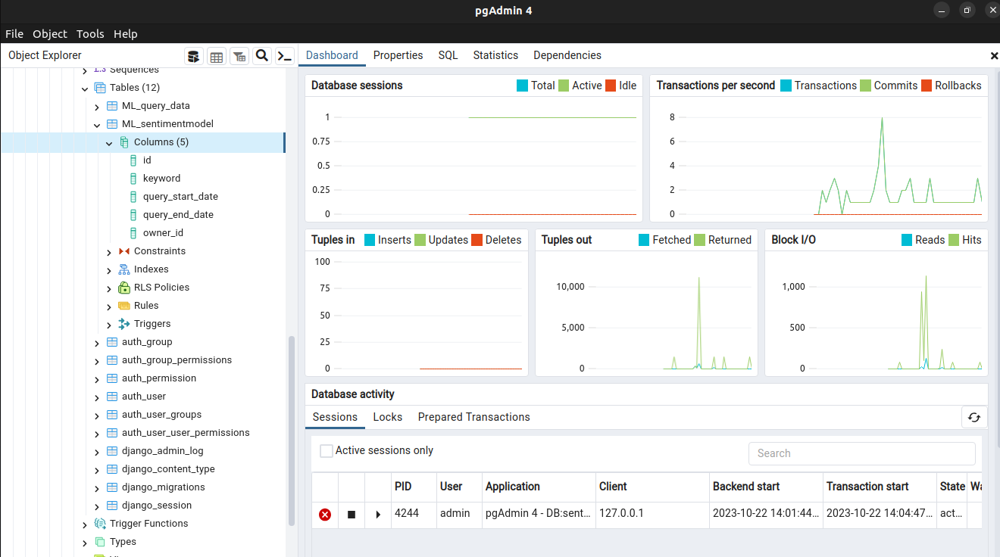 pgAdmin 4
File Object Tools Help
Object Explorer
Sequences
Tables (12)
ML_query_data
ML_sentimentmodel
Columns (5)
id
keyword
query_start_date
query_end_date
owner_id
Constraints
Indexes
RLS Policies
Rules
Triggers
auth_group
auth_group_permissions
auth_permission
auth_user
auth_user_groups
auth_user_user_permissions
django_admin_log
django_content_type
django_migrations
django_session
Trigger Functions
Types
Dashboard Properties SQL Statistics Dependencies
Database sessions Total Active Idle
1
0.75
0.5
0.25
0
Transactions per second Transactions Commits Rollbacks
8
6
4
2
0
Tuples in Inserts Updates Deletes
100
75
50
25
0
Tuples out Fetched Returned
10,000
5,000
0
Block I/O Reads Hits
1,000
500
0
Database activity
Sessions Locks Prepared Transactions
Active sessions only Search
PID User Application Client Backend start Transaction start State Wa
4244 admin pgAdmin 4 - DB:sent... 127.0.0.1 2023-10-22 14:01:44... 2023-10-22 14:04:47... act...